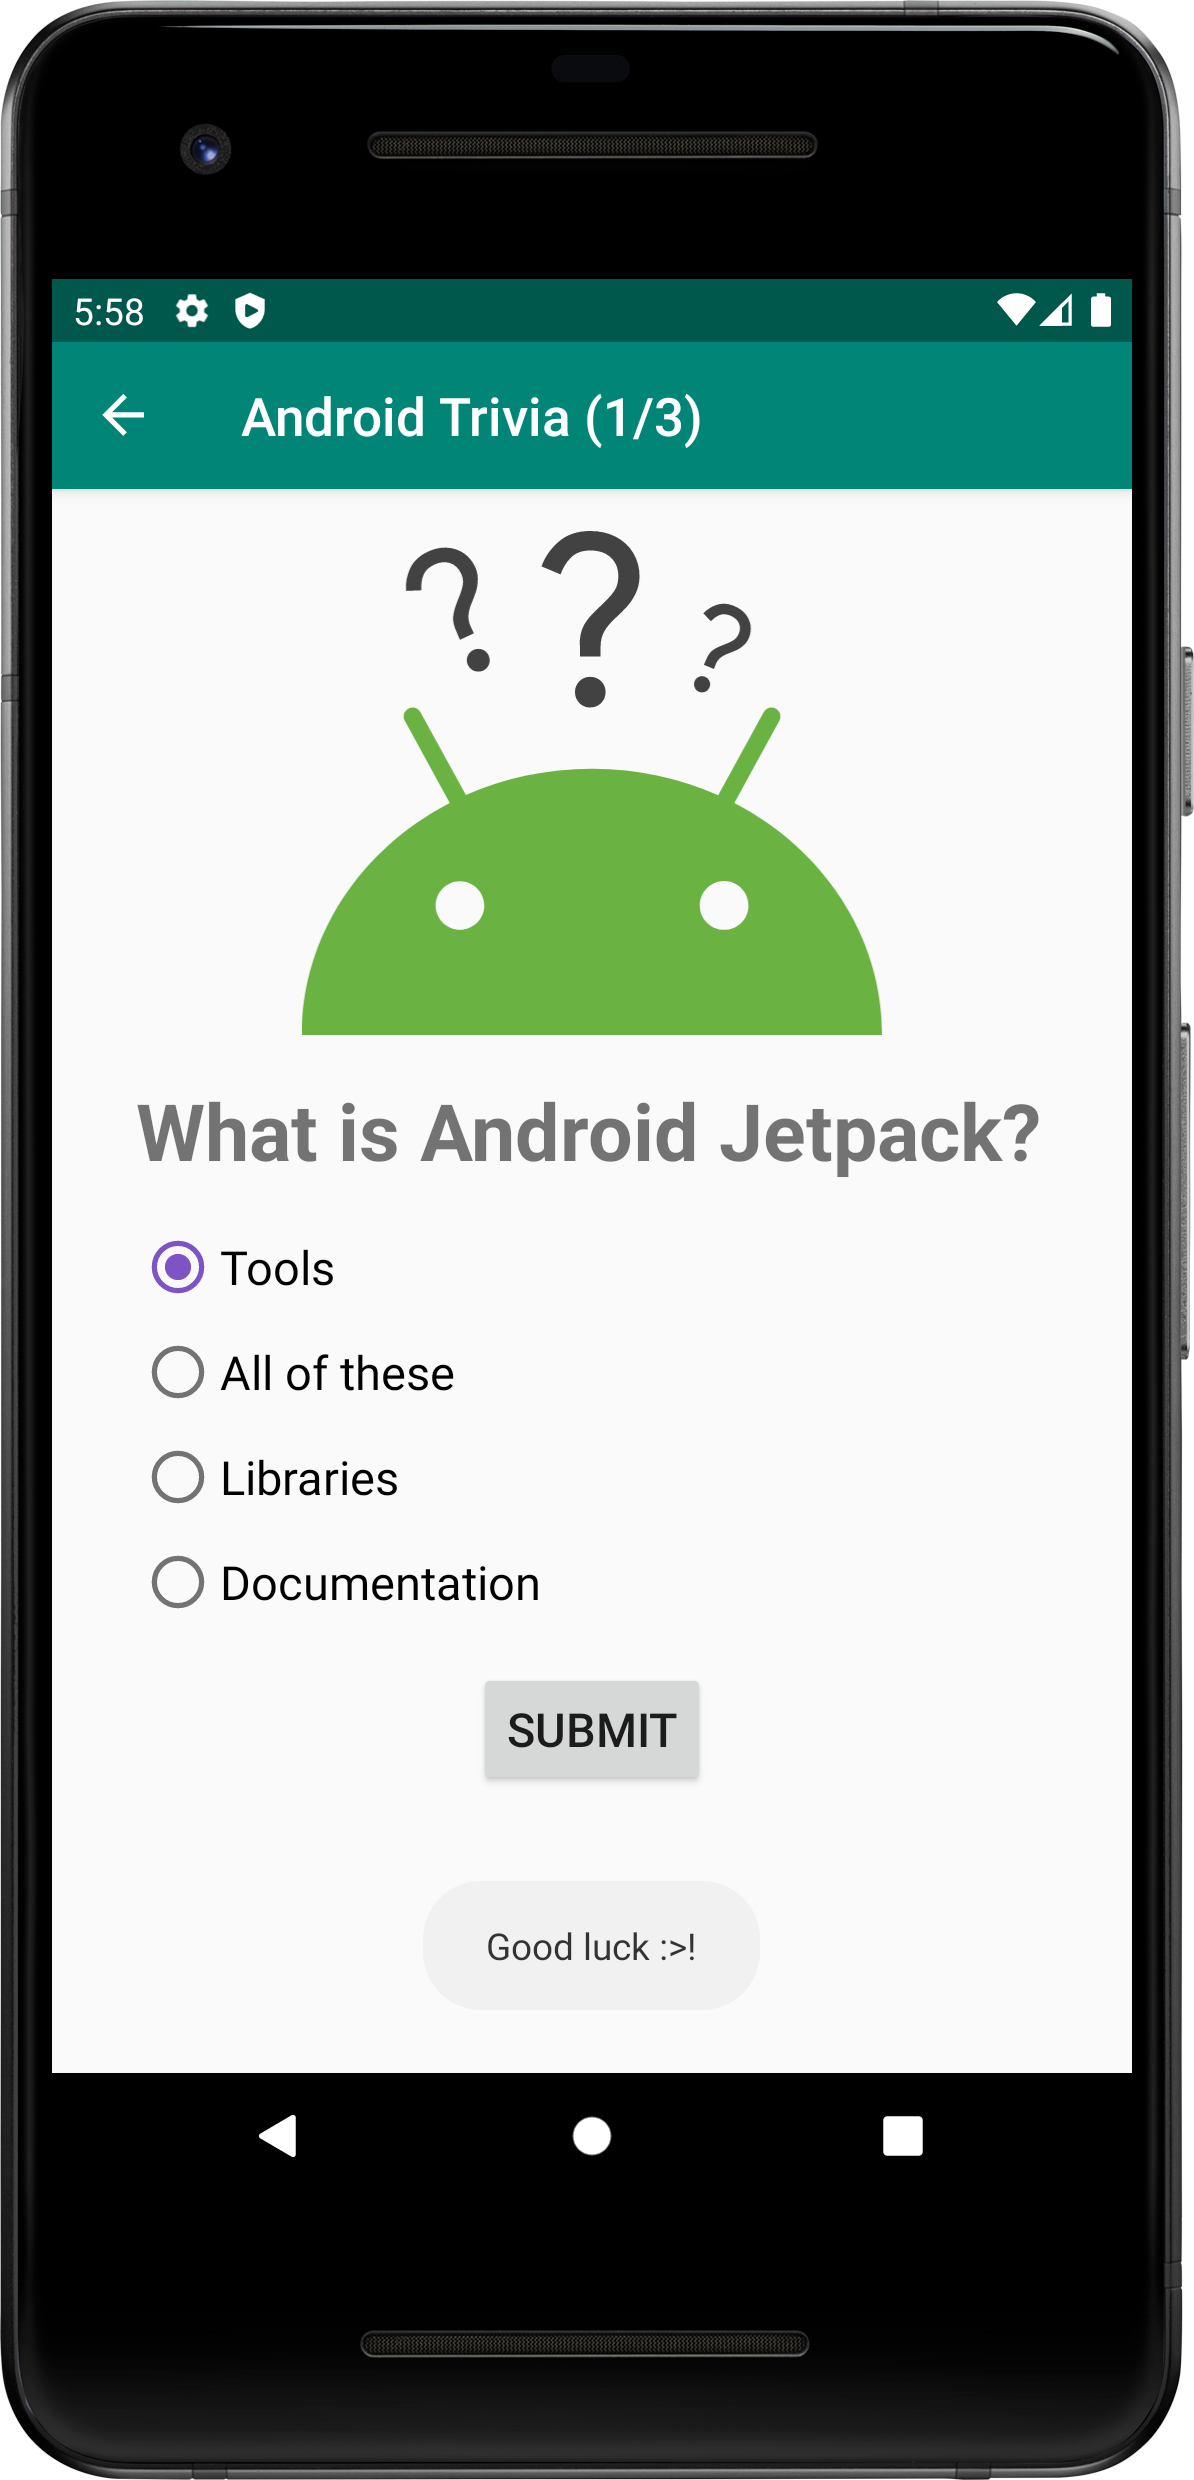 5:58
Android Trivia (1/3)
? ? ?
What is Android Jetpack?
Tools
All of these
Libraries
Documentation
SUBMIT
Good luck :>!